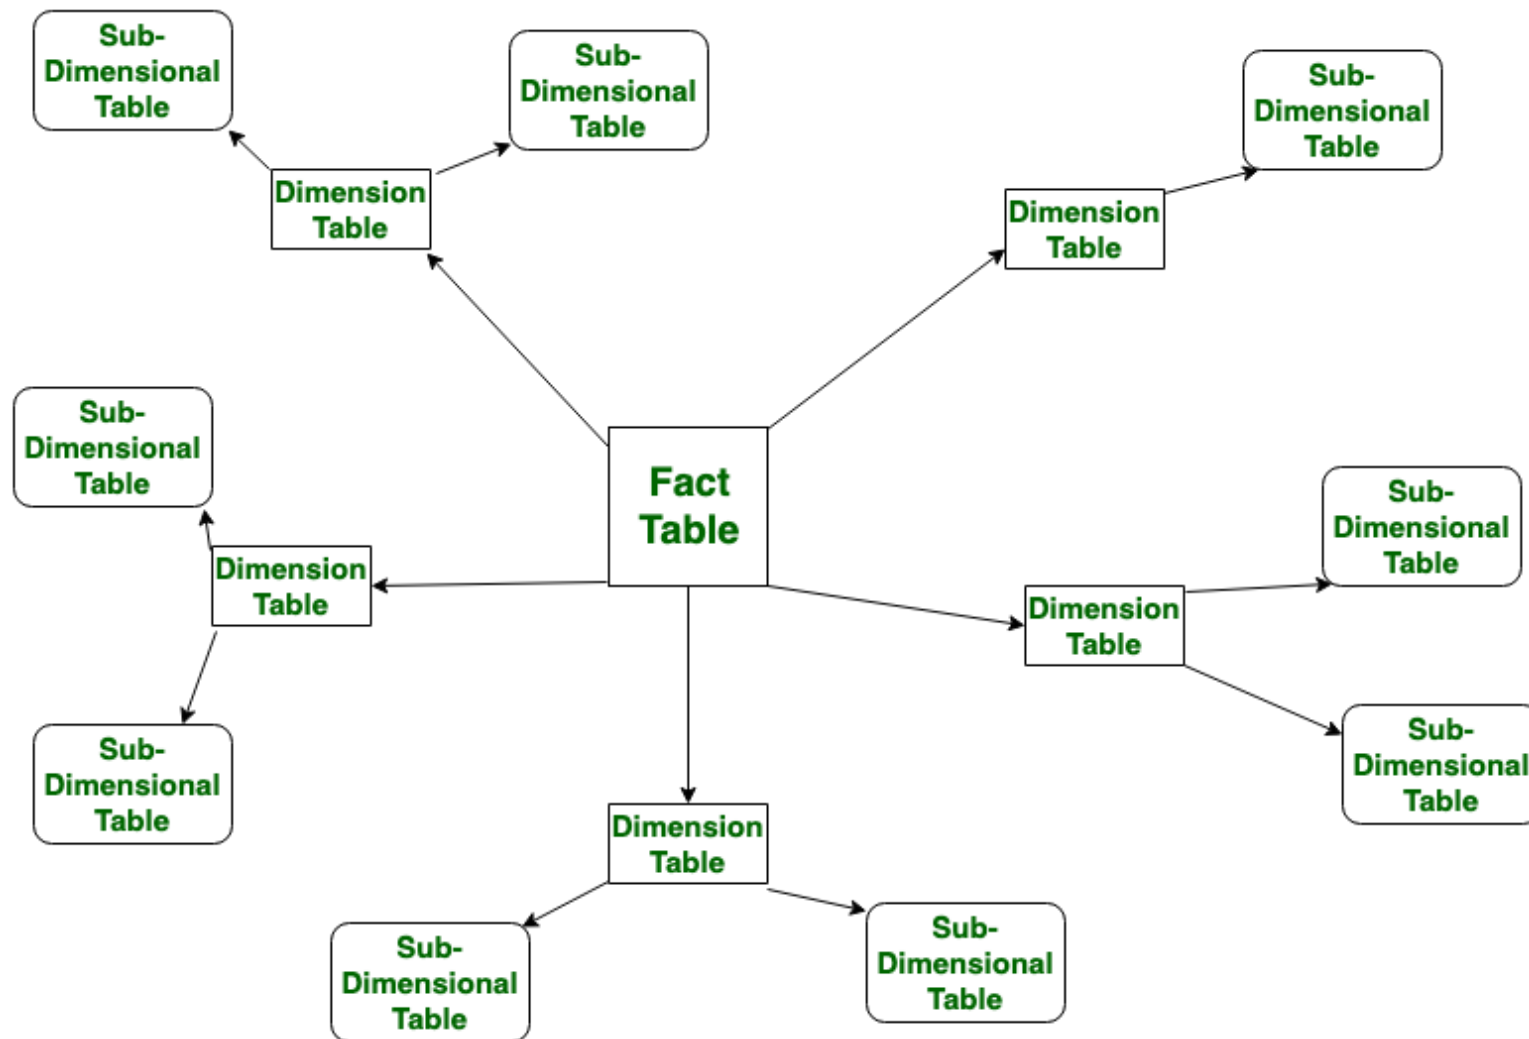 Sub-
Dimensional
Table
Sub-
Dimensional
Table
Sub-
Dimensional
Table
Dimension
Table
Dimension
Table
Sub-
Dimensional
Table
Fact
Table
Sub-
Dimensional
Table
Dimension
Table
Dimension
Table
Sub-
Dimensional
Table
Sub-
Dimensional
Table
Dimension
Table
Sub-
Dimensional
Table
Sub-
Dimensional
Table